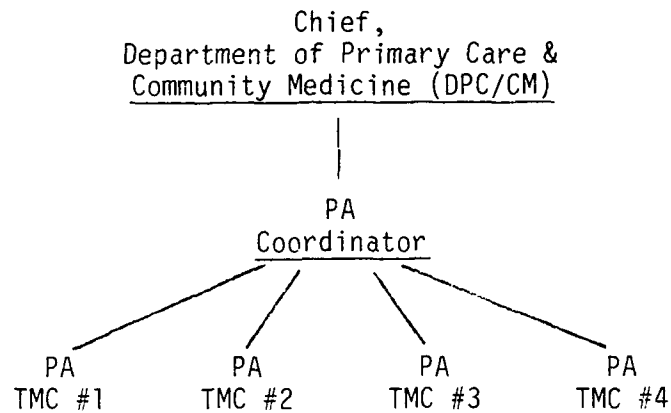 Chief,
Department of Primary Care &
Community Medicine (DPC/CM)
PA
Coordinator
PA PA PA PA
TMC #1 TMC #2 TMC #3 TMC #4